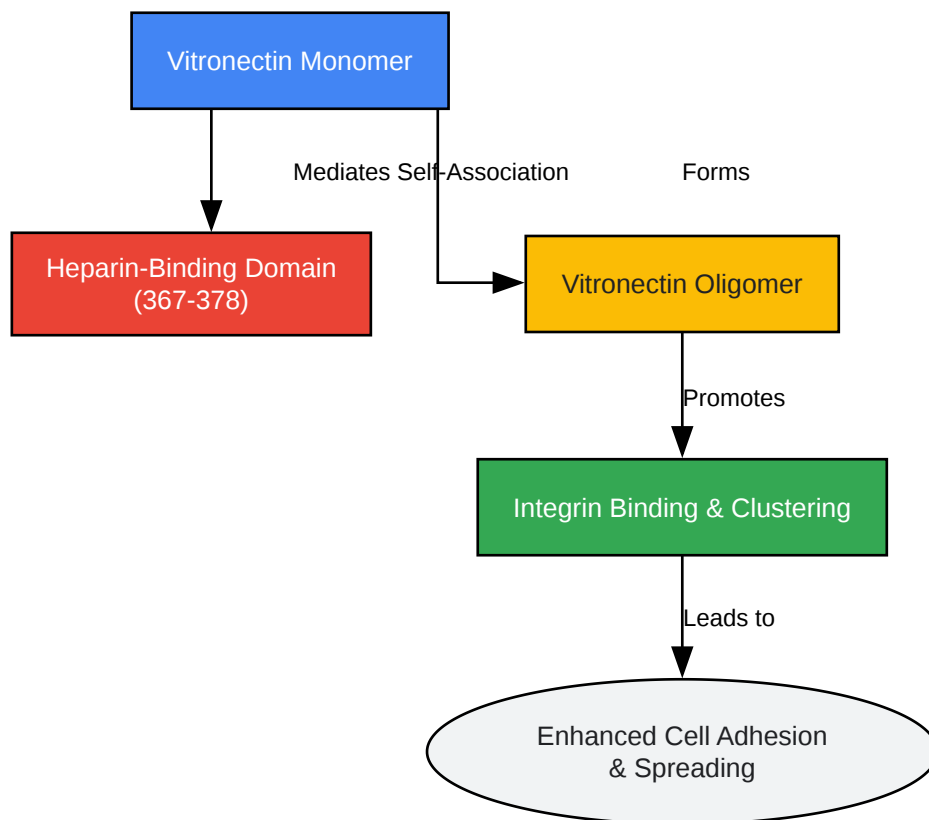 Vitronectin Monomer
Mediates Self-Association
Forms
Heparin-Binding Domain
(367-378)
Vitronectin Oligomer
Promotes
Integrin Binding & Clustering
Leads to
Enhanced Cell Adhesion
& Spreading